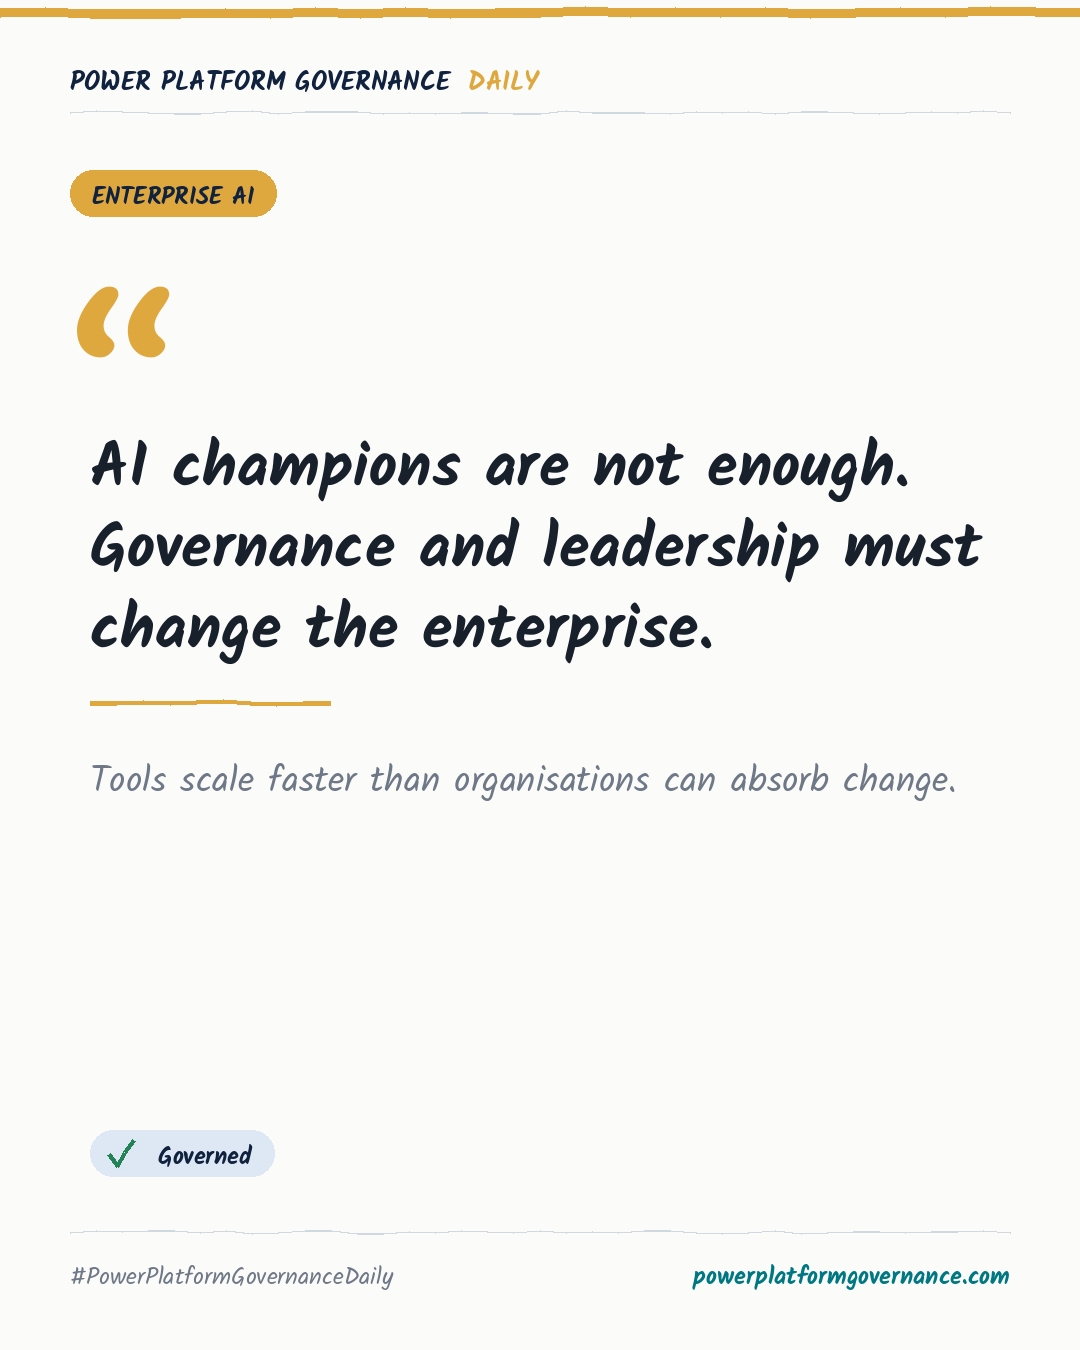 POWER PLATFORM GOVERNANCE DAILY
ENTERPRISE AI
“
AI champions are not enough.
Governance and leadership must
change the enterprise.
Tools scale faster than organisations can absorb change.
✓ Governed
#PowerPlatformGovernanceDaily
powerplatformgovernance.com